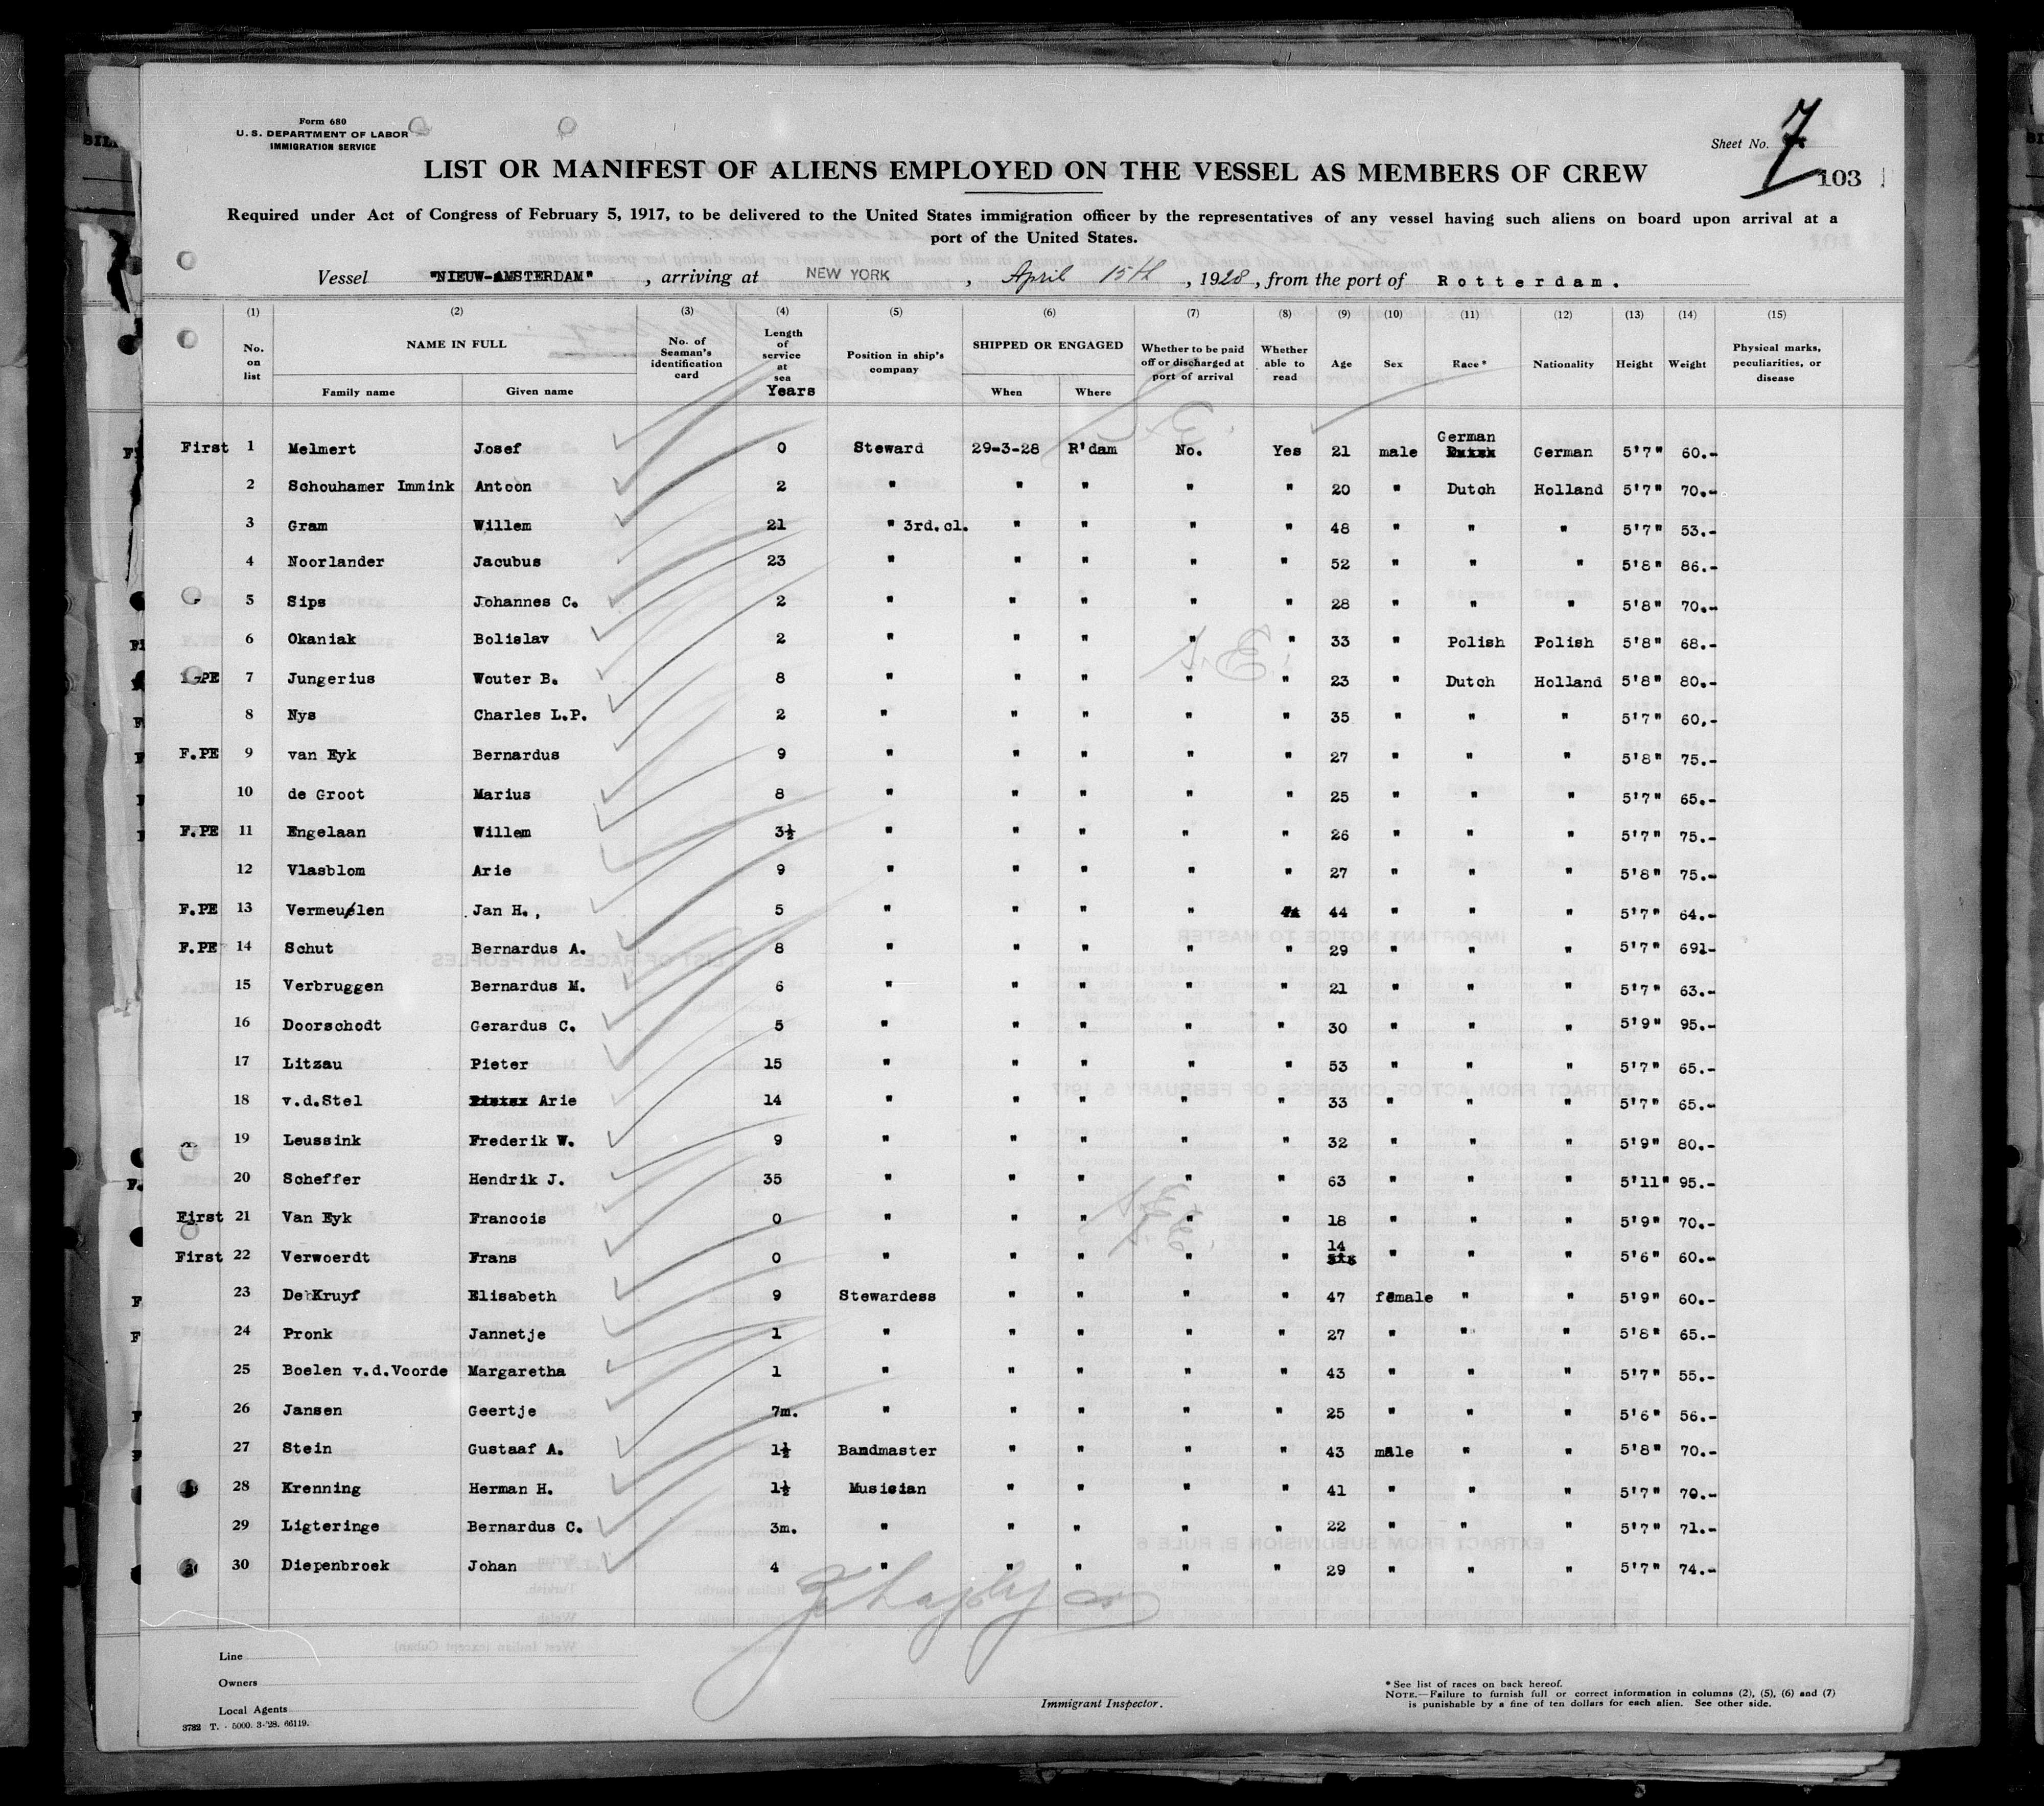 Form 680
U. S. DEPARTMENT OF LABOR
IMMIGRATION SERVICE
Sheet No. 7
103
LIST OR MANIFEST OF ALIENS EMPLOYED ON THE VESSEL AS MEMBERS OF CREW
Required under Act of Congress of February 5, 1917, to be delivered to the United States immigration officer by the representatives of any vessel having such aliens on board upon arrival at a
port of the United States.
Vessel "NIEUW-AMSTERDAM" , arriving at NEW YORK , April 15th , 1928 , from the port of Rotterdam.
(1) (2) (3) (4) (5) (6) (7) (8) (9) (10) (11) (12) (13) (14) (15)
No. on list NAME IN FULL Family name Given name No. of Seaman's identification card Length of service at sea Years Position in ship's company SHIPPED OR ENGAGED When Where Whether to be paid off or discharged at port of arrival Whether able to read Age Sex Race* Nationality Height Weight Physical marks, peculiarities, or disease
First 1 Melmert Josef 0 Steward 29-3-28 R'dam No. Yes 21 male German German 5'7" 60.-
2 Schouhamer Immink Antoon 2 " " " " " 20 " Dutch Holland 5'7" 70.-
3 Gram Willem 21 " 3rd.cl. " " " " 48 " " " 5'7" 53.-
4 Noorlander Jacubus 23 " " " " " 52 " " " 5'8" 86.-
5 Sips Johannes C. 2 " " " " " 28 " " " 5'8" 70.-
6 Okaniak Bolislav 2 " " " " " 33 " Polish Polish 5'8" 68.-
PE 7 Jungerius Wouter B. 8 " " " " " 23 " Dutch Holland 5'8" 80.-
8 Nys Charles L.P. 2 " " " " " 35 " " " 5'7" 60,-
F.PE 9 van Eyk Bernardus 9 " " " " " 27 " " " 5'8" 75.-
10 de Groot Marius 8 " " " " " 25 " " " 5'7" 65.-
F.PE 11 Engelaan Willem 3½ " " " " " 26 " " " 5'7" 75.-
12 Vlasblom Arie 9 " " " " " 27 " " " 5'8" 75.-
F.PE 13 Vermeulen Jan H., 5 " " " " 44 " " " 5'7" 64.-
F.PE 14 Schut Bernardus A. 8 " " " " " 29 " " " 5'7" 691-
15 Verbruggen Bernardus M. 6 " " " " " 21 " " " 5'7" 63.-
16 Doorschodt Gerardus C. 5 " " " " " 30 " " " 5'9" 95.-
17 Litzau Pieter 15 " " " " " 53 " " " 5'7" 65.-
18 v.d.Stel Arie 14 " " " " " 33 " " " 5'7" 65.-
19 Leussink Frederik W. 9 " " " " " 32 " " " 5'9" 80.-
20 Scheffer Hendrik J. 35 " " " " " 63 " " " 5'11" 95.-
First 21 Van Eyk Francois 0 " " " " " 18 " " " 5'9" 70.-
First 22 Verwoerdt Frans 0 " " " " " 14 " " " 5'6" 60.-
23 De Kruyf Elisabeth 9 Stewardess " " " " 47 female " " 5'9" 60.-
24 Pronk Jannetje 1 " " " " " 27 " " " 5'8" 65.-
25 Boelen v.d.Voorde Margaretha 1 " " " " " 43 " " " 5'7" 55.-
26 Jansen Geertje 7m. " " " " " 25 " " " 5'6" 56.-
27 Stein Gustaaf A. 1½ Bandmaster " " " " 43 male " " 5'8" 70.-
28 Krenning Herman H. 1½ Musician " " " " 41 " " " 5'7" 70.-
29 Ligteringe Bernardus C. 3m. " " " " " 22 " " " 5'7" 71.-
30 Diepenbroek Johan 4 " " " " " 29 " " " 5'7" 74.-
Line
Owners
Local Agents
3782 T. - 5000. 3-'28. 66119.
Immigrant Inspector.
* See list of races on back hereof.
NOTE.—Failure to furnish full or correct information in columns (2), (5), (6) and (7)
is punishable by a fine of ten dollars for each alien. See other side.